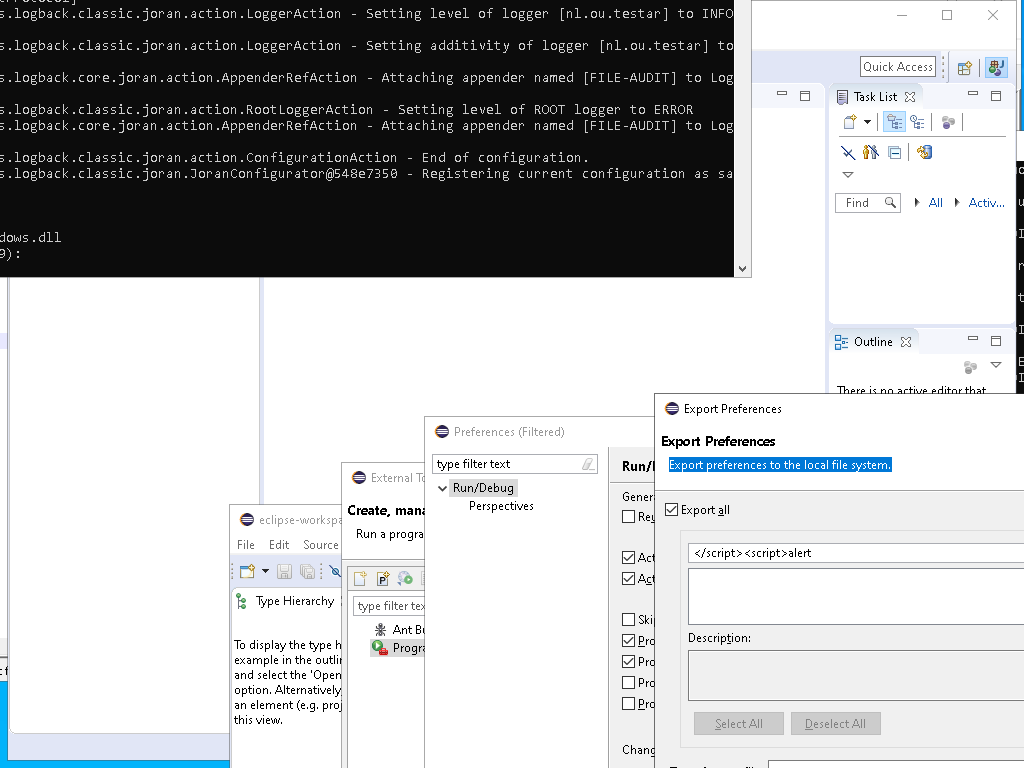 s.logback.classic.joran.action.LoggerAction - Setting level of logger [nl.ou.testar] to INFO
s.logback.classic.joran.action.LoggerAction - Setting additivity of logger [nl.ou.testar] to
s.logback.core.joran.action.AppenderRefAction - Attaching appender named [FILE-AUDIT] to Log
s.logback.classic.joran.action.RootLoggerAction - Setting level of ROOT logger to ERROR
s.logback.core.joran.action.AppenderRefAction - Attaching appender named [FILE-AUDIT] to Log
s.logback.classic.joran.action.ConfigurationAction - End of configuration.
s.logback.classic.joran.JoranConfigurator@548e7350 - Registering current configuration as sa
dows.dll
9):
Quick Access
Task List
Find
All
Activ...
Outline
There is no active editor that
Export Preferences
Export Preferences
Export preferences to the local file system.
Export all
</script><script>alert
Description:
Select All
Deselect All
Preferences (Filtered)
type filter text
Run/Debug
Perspectives
Run/
Genera
Reu
Act
Act
Ski
Pro
Pro
Pro
Pro
Chang
External To
Create, mana
Run a progra
type filter tex
Ant Bu
Progra
eclipse-workspa
File
Edit
Source
Type Hierarchy
To display the type h
example in the outlin
and select the 'Open
option. Alternatively,
an element (e.g. proj
this view.